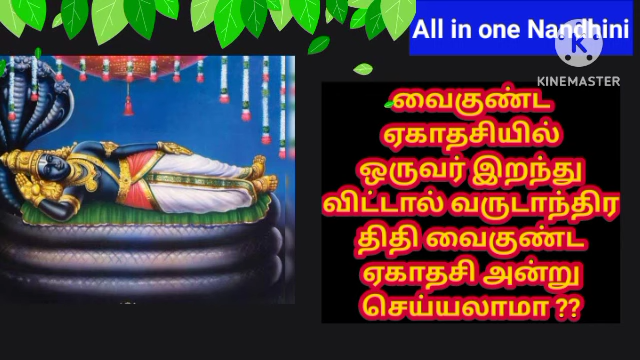 All in one Nandhini
K
KINEMASTER
வைகுண்ட
ஏகாதசியில்
ஒருவர் இறந்து
விட்டால் வருடாந்திர
திதி வைகுண்ட
ஏகாதசி அன்று
செய்யலாமா ??